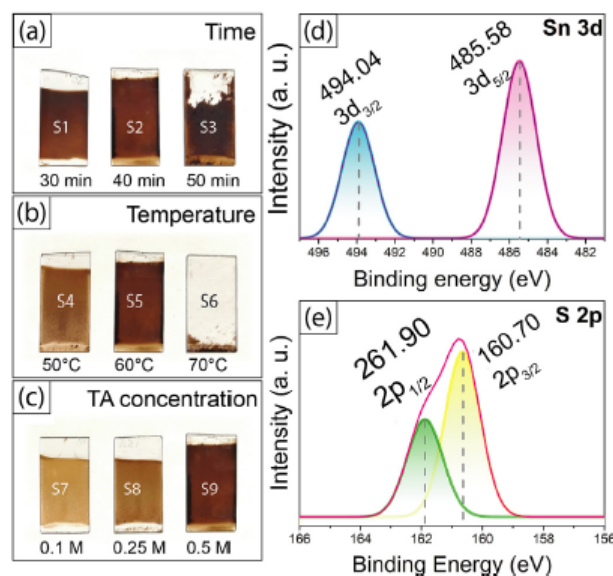 (a) Time
S1 S2 S3
30 min 40 min 50 min
(b) Temperature
S4 S5 S6
50°C 60°C 70°C
(c) TA concentration
S7 S8 S9
0.1 M 0.25 M 0.5 Ml
(d) Sn 3d
494.04
3d3/2
485.58
3d5/2
Intensity (a. u.)
496 494 492 490 488 486 484 482
Binding energy (eV)
(e) S 2p
261.90
2p1/2
160.70
2p3/2
Intensity (a. u.)
166 164 162 160 158 156
Binding Energy (eV)